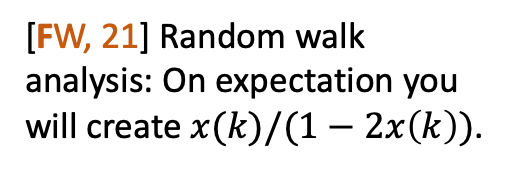 [FW, 21] Random walk
analysis: On expectation you
will create 𝑥(𝑘)/(1 − 2𝑥(𝑘)).